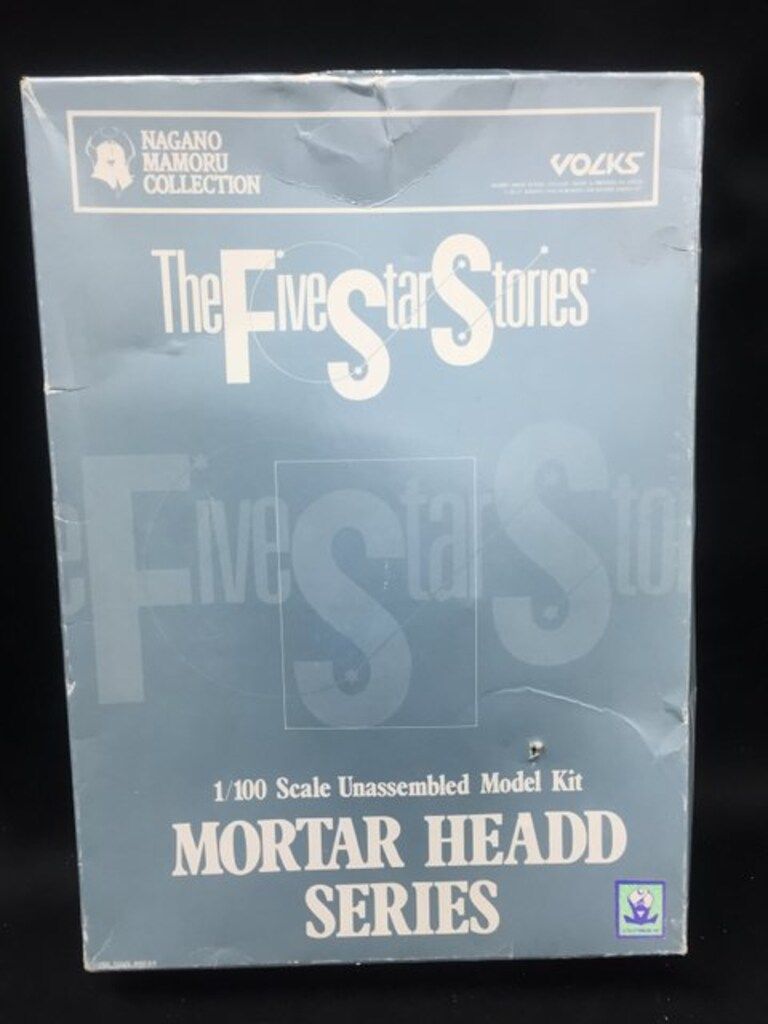 NAGANO
MAMORU
COLLECTION
VOLKS
The Five Star Stories
The Five Star Stories
1/100 Scale Unassembled Model Kit
MORTAR HEADD
SERIES